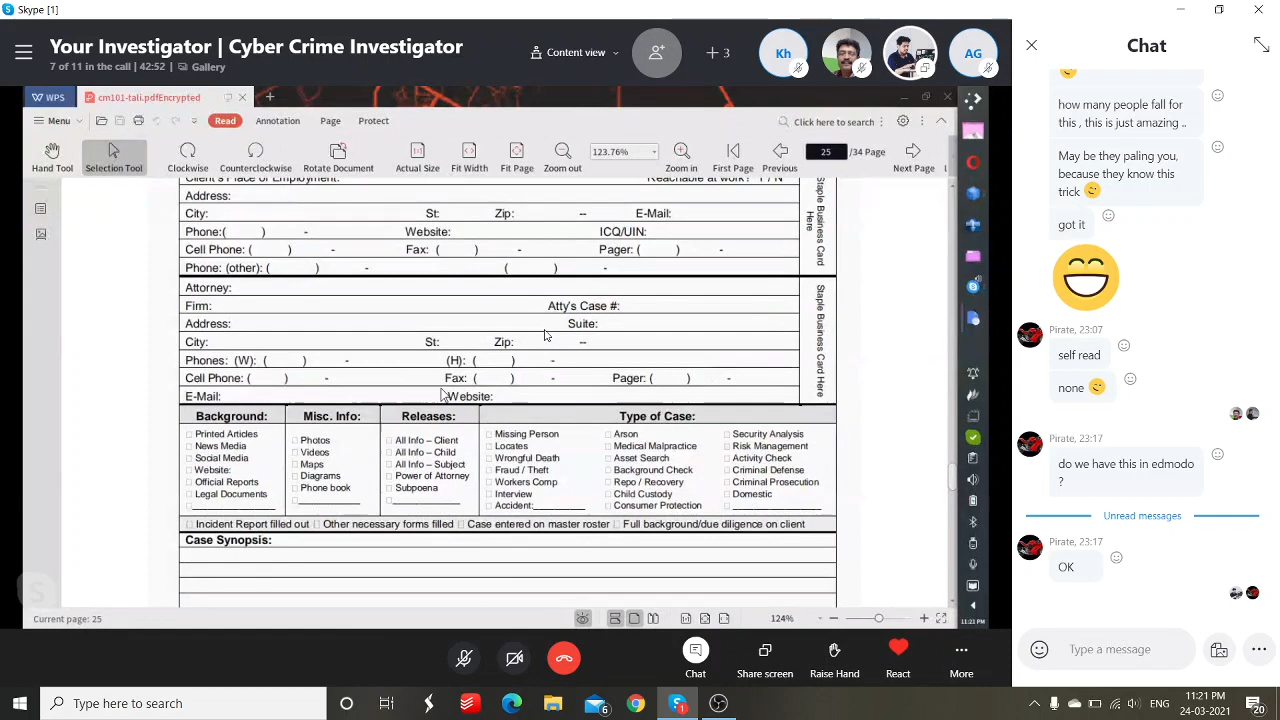 Skype [1]
Your Investigator | Cyber Crime Investigator
7 of 11 in the call | 42:52 | Gallery
Content view
+ 3
Kh
AG
WPS
cm101-tali.pdfEncrypted
Menu
Read
Annotation
Page
Protect
Click here to search
Hand Tool
Selection Tool
Clockwise
Counterclockwise
Rotate Document
Actual Size
Fit Width
Fit Page
Zoom out
123.76%
Zoom in
First Page
Previous
25 /34 Page
Next Page
L
Client's Place of Employment: Reachable at work? Y / N
Address:
City: St: Zip: -- E-Mail:
Phone:( ) - Website: ICQ/UIN:
Cell Phone: ( ) - Fax: ( ) - Pager: ( ) -
Phone: (other): ( ) - ( ) -
Staple Business Card Here
Attorney:
Firm: Atty's Case #:
Address: Suite:
City: St: Zip: --
Phones: (W): ( ) - (H): ( ) -
Cell Phone: ( ) - Fax: ( ) - Pager: ( ) -
E-Mail: Website:
Staple Business Card Here
Background: Misc. Info: Releases: Type of Case:
Printed Articles
News Media
Social Media
Website:
Official Reports
Legal Documents
Photos
Videos
Maps
Diagrams
Phone book
All Info – Client
All Info – Child
All Info – Subject
Power of Attorney
Subpoena
Missing Person
Locates
Wrongful Death
Fraud / Theft
Workers Comp
Interview
Accident:
Arson
Medical Malpractice
Asset Search
Background Check
Repo / Recovery
Child Custody
Consumer Protection
Security Analysis
Risk Management
Activity Check
Criminal Defense
Criminal Prosecution
Domestic
Incident Report filled out Other necessary forms filled Case entered on master roster Full background/due diligence on client
Case Synopsis:
Current page: 25
124%
11:21 PM
Chat
Share screen
Raise Hand
React
More
Chat
how many people fall for
this , this is just amazing ..
May be they paling you,
because they know this
trick
got it
Pirate, 23:07
self read
none
Pirate, 23:17
do we have this in edmodo
?
Unread messages
Pirate, 23:17
OK
Type a message
Type here to search
6
1
ENG
11:21 PM
24-03-2021
20